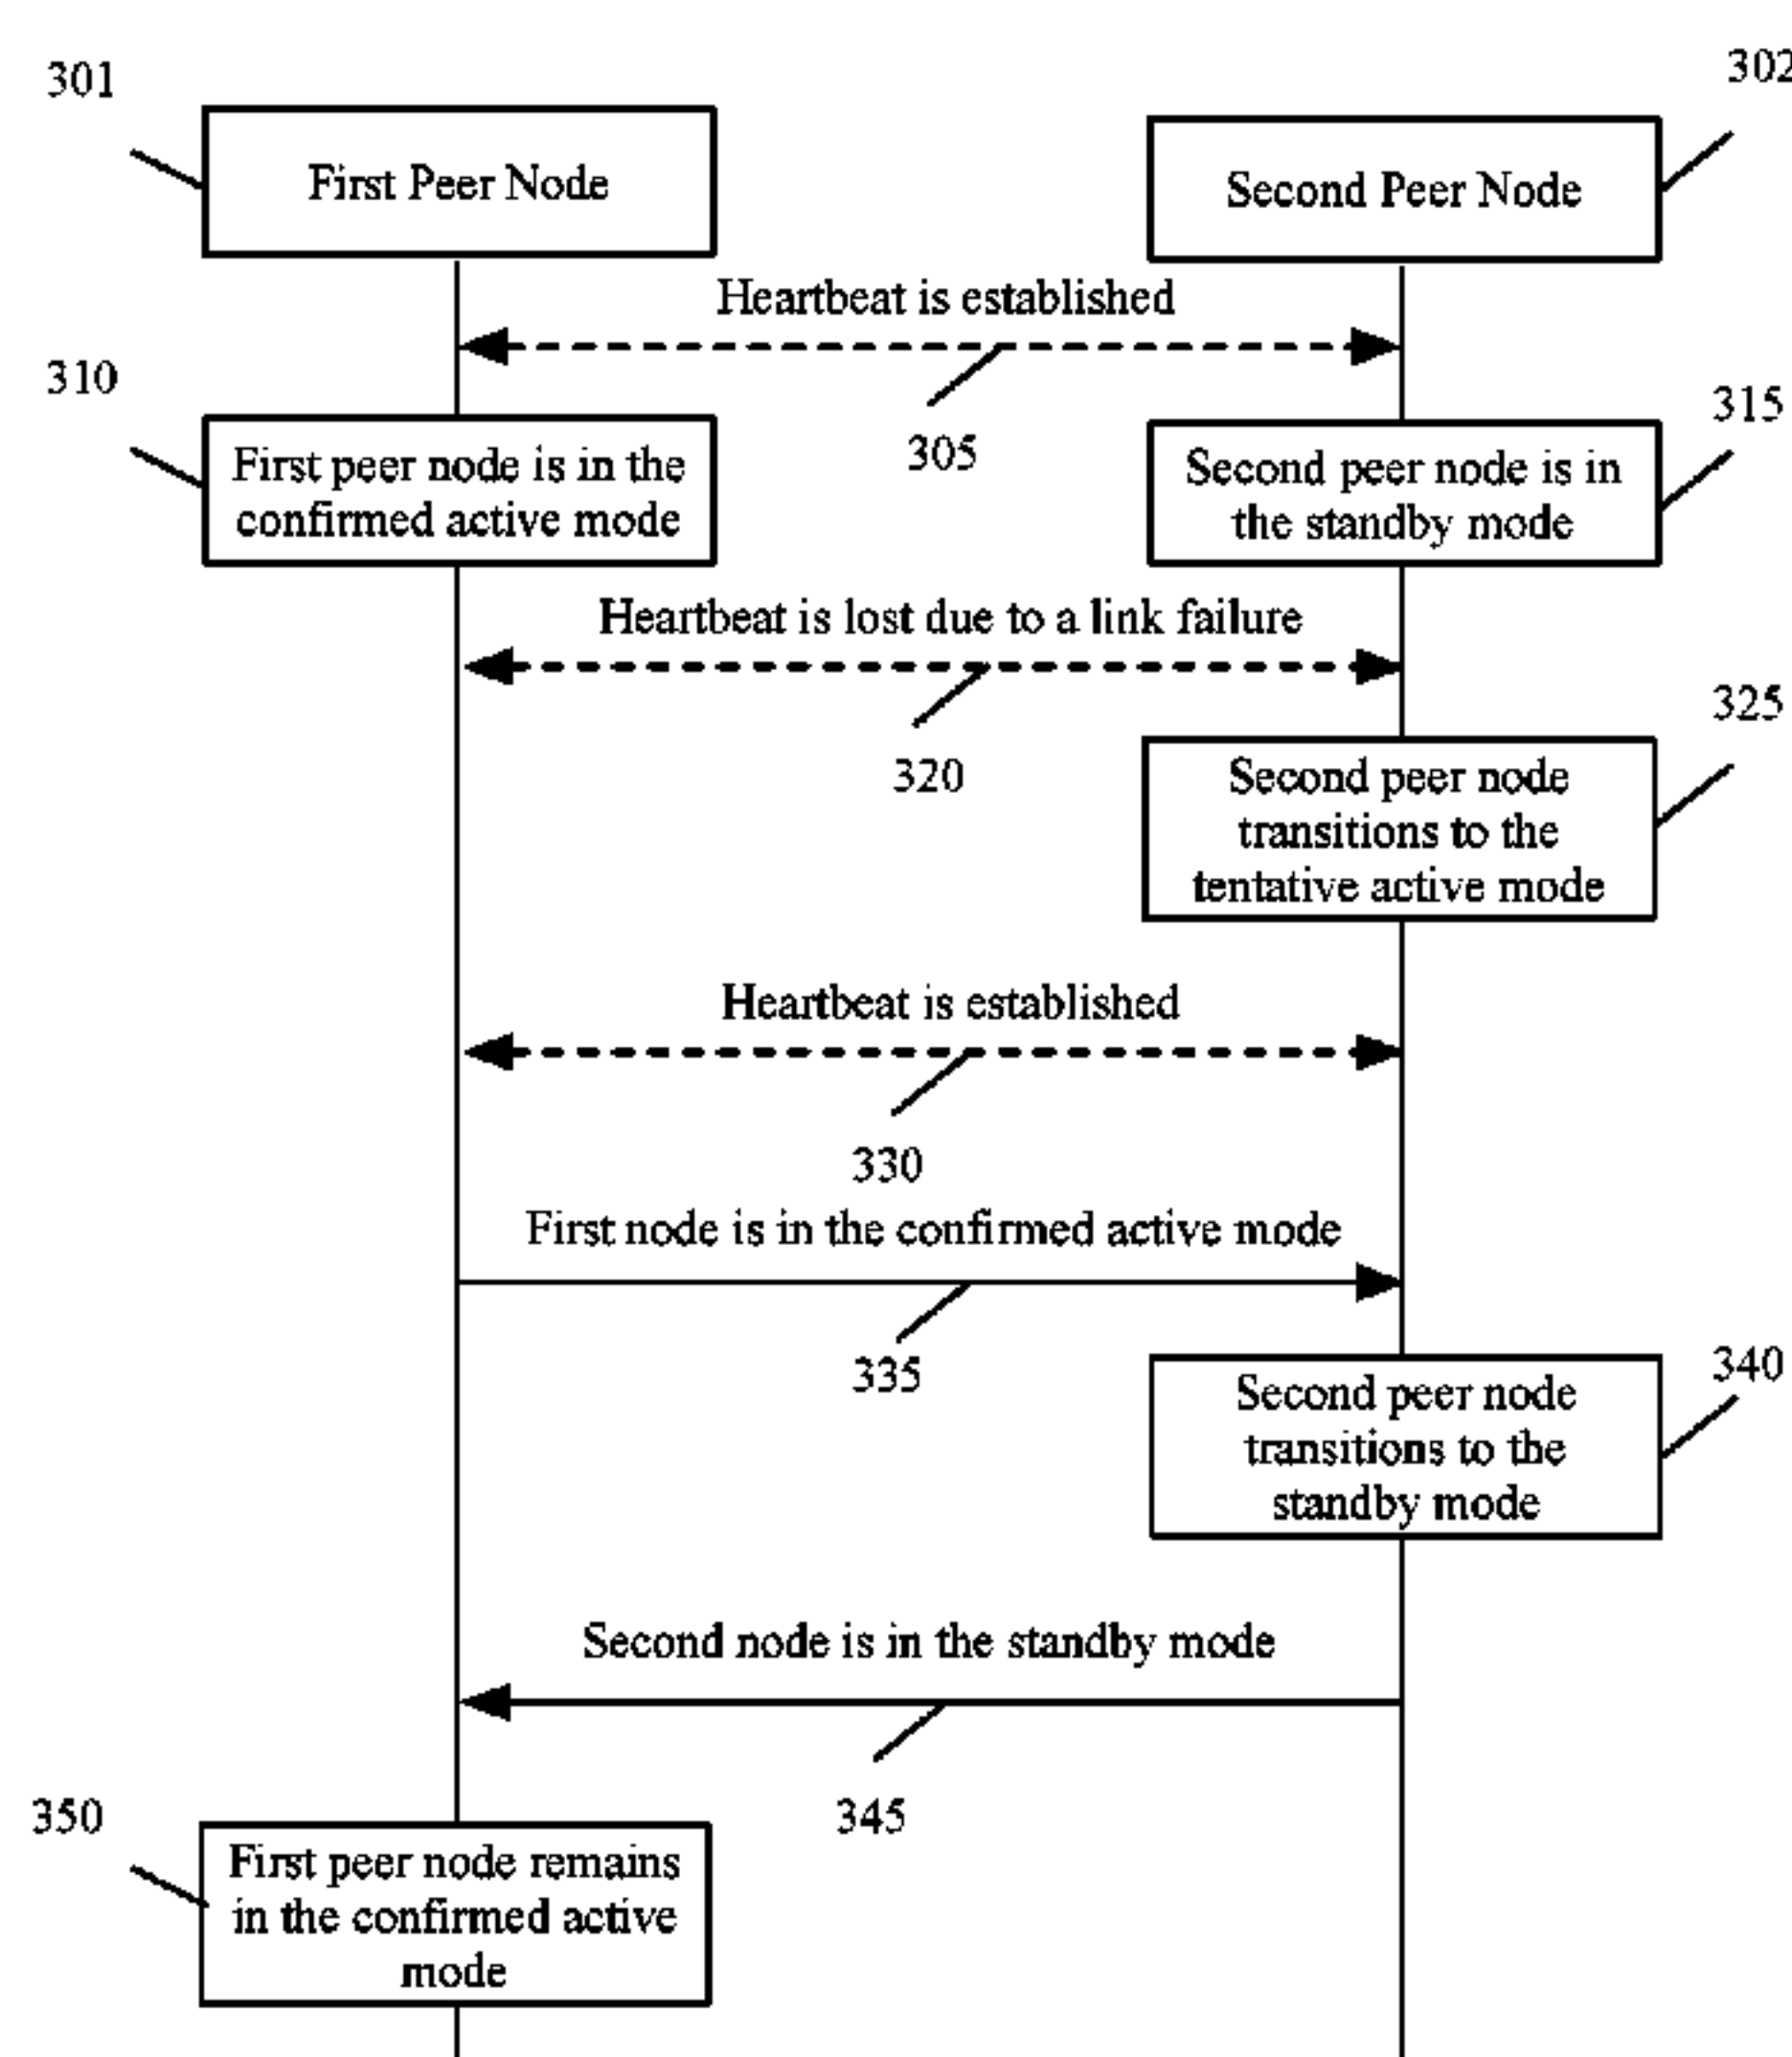 301
302
First Peer Node
Second Peer Node
Heartbeat is established
305
310
315
First peer node is in the
confirmed active mode
Second peer node is in
the standby mode
Heartbeat is lost due to a link failure
320
325
Second peer node
transitions to the
tentative active mode
Heartbeat is established
330
First node is in the confirmed active mode
335
340
Second peer node
transitions to the
standby mode
Second node is in the standby mode
345
350
First peer node remains
in the confirmed active
mode